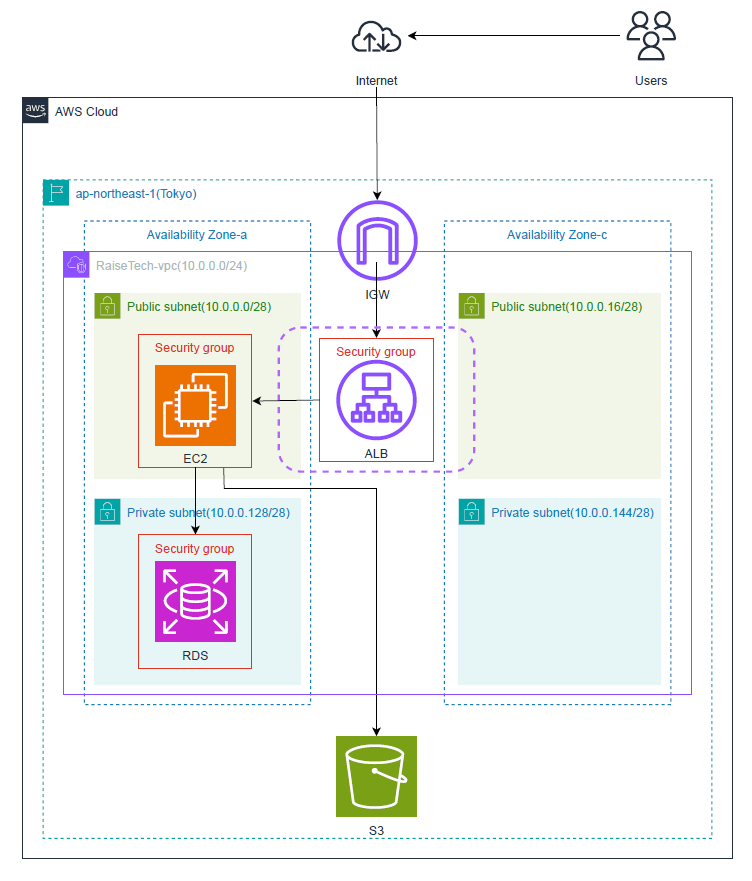 Internet
Users
aws
AWS Cloud
ap-northeast-1(Tokyo)
Availability Zone-a
Availability Zone-c
RaiseTech-vpc(10.0.0.0/24)
IGW
Public subnet(10.0.0.0/28)
Public subnet(10.0.0.16/28)
Security group
Security group
EC2
ALB
Private subnet(10.0.0.128/28)
Private subnet(10.0.0.144/28)
Security group
RDS
S3